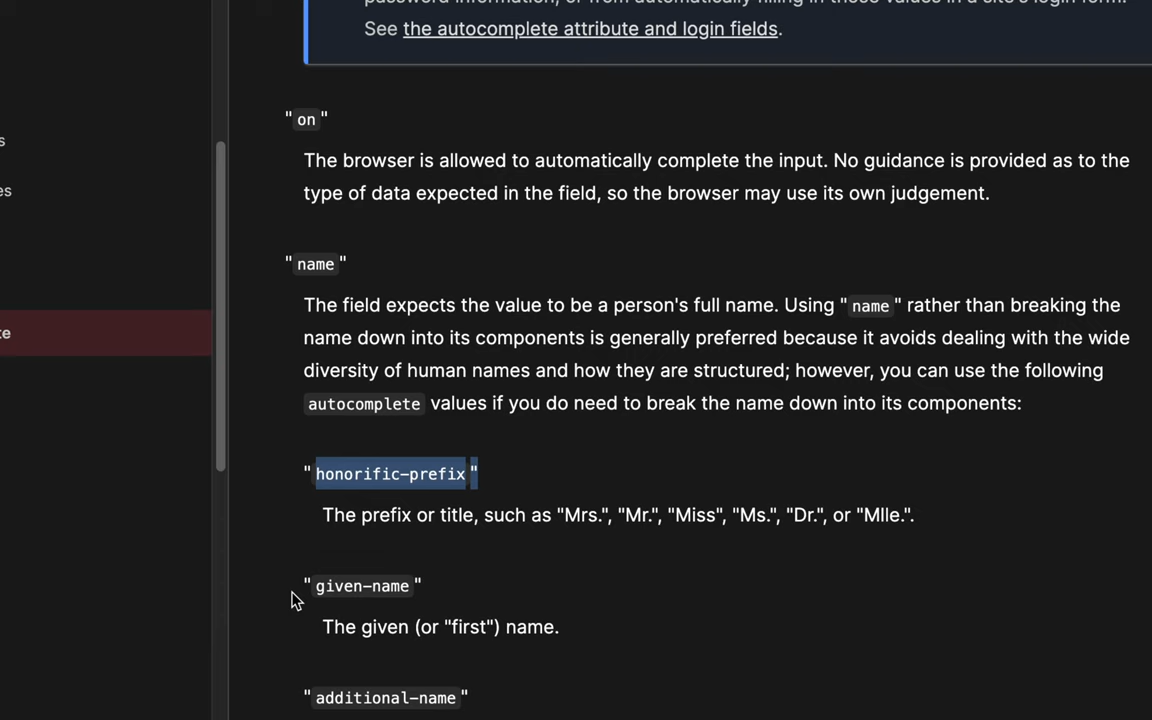 See the autocomplete attribute and login fields.
s
"on"
The browser is allowed to automatically complete the input. No guidance is provided as to the
es
type of data expected in the field, so the browser may use its own judgement.
"name"
The field expects the value to be a person's full name. Using "name" rather than breaking the
te
name down into its components is generally preferred because it avoids dealing with the wide
diversity of human names and how they are structured; however, you can use the following
autocomplete values if you do need to break the name down into its components:
"honorific-prefix"
The prefix or title, such as "Mrs.", "Mr.", "Miss", "Ms.", "Dr.", or "Mlle.".
"given-name"
The given (or "first") name.
"additional-name"